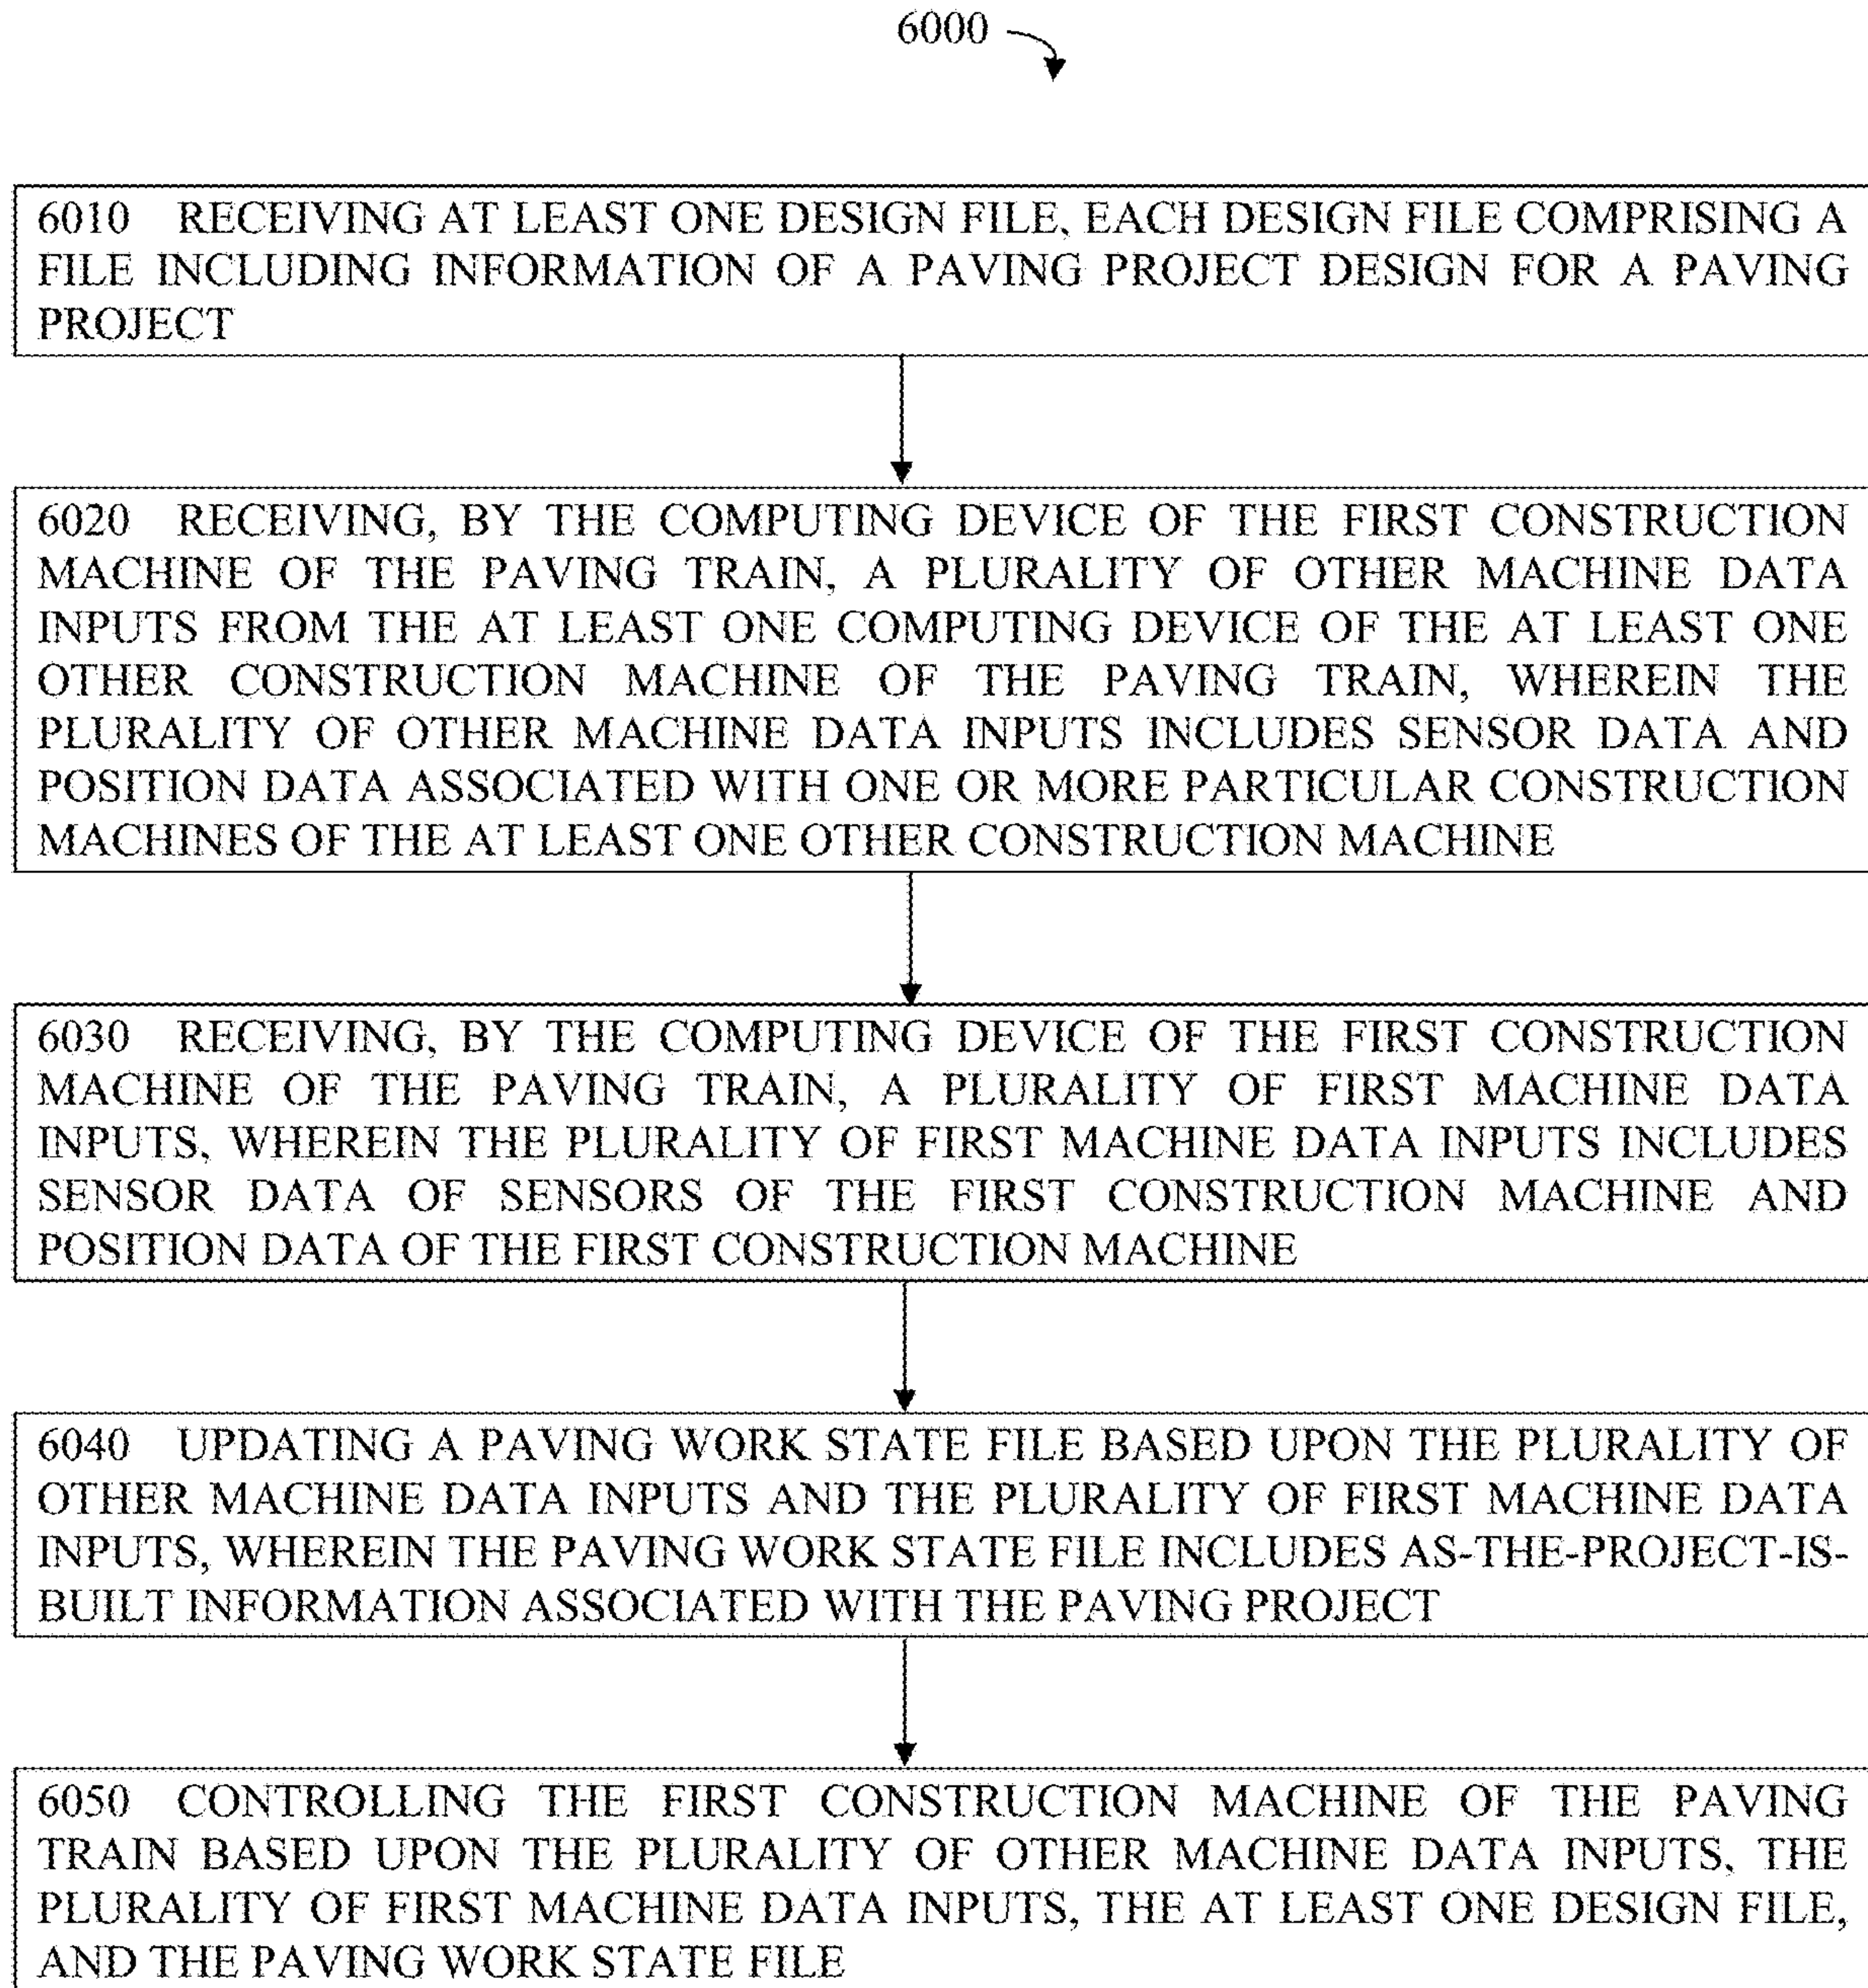 6000
6010 RECEIVING AT LEAST ONE DESIGN FILE, EACH DESIGN FILE COMPRISING A
FILE INCLUDING INFORMATION OF A PAVING PROJECT DESIGN FOR A PAVING
PROJECT
6020 RECEIVING, BY THE COMPUTING DEVICE OF THE FIRST CONSTRUCTION
MACHINE OF THE PAVING TRAIN, A PLURALITY OF OTHER MACHINE DATA
INPUTS FROM THE AT LEAST ONE COMPUTING DEVICE OF THE AT LEAST ONE
OTHER CONSTRUCTION MACHINE OF THE PAVING TRAIN, WHEREIN THE
PLURALITY OF OTHER MACHINE DATA INPUTS INCLUDES SENSOR DATA AND
POSITION DATA ASSOCIATED WITH ONE OR MORE PARTICULAR CONSTRUCTION
MACHINES OF THE AT LEAST ONE OTHER CONSTRUCTION MACHINE
6030 RECEIVING, BY THE COMPUTING DEVICE OF THE FIRST CONSTRUCTION
MACHINE OF THE PAVING TRAIN, A PLURALITY OF FIRST MACHINE DATA
INPUTS, WHEREIN THE PLURALITY OF FIRST MACHINE DATA INPUTS INCLUDES
SENSOR DATA OF SENSORS OF THE FIRST CONSTRUCTION MACHINE AND
POSITION DATA OF THE FIRST CONSTRUCTION MACHINE
6040 UPDATING A PAVING WORK STATE FILE BASED UPON THE PLURALITY OF
OTHER MACHINE DATA INPUTS AND THE PLURALITY OF FIRST MACHINE DATA
INPUTS, WHEREIN THE PAVING WORK STATE FILE INCLUDES AS-THE-PROJECT-IS-
BUILT INFORMATION ASSOCIATED WITH THE PAVING PROJECT
6050 CONTROLLING THE FIRST CONSTRUCTION MACHINE OF THE PAVING
TRAIN BASED UPON THE PLURALITY OF OTHER MACHINE DATA INPUTS, THE
PLURALITY OF FIRST MACHINE DATA INPUTS, THE AT LEAST ONE DESIGN FILE,
AND THE PAVING WORK STATE FILE